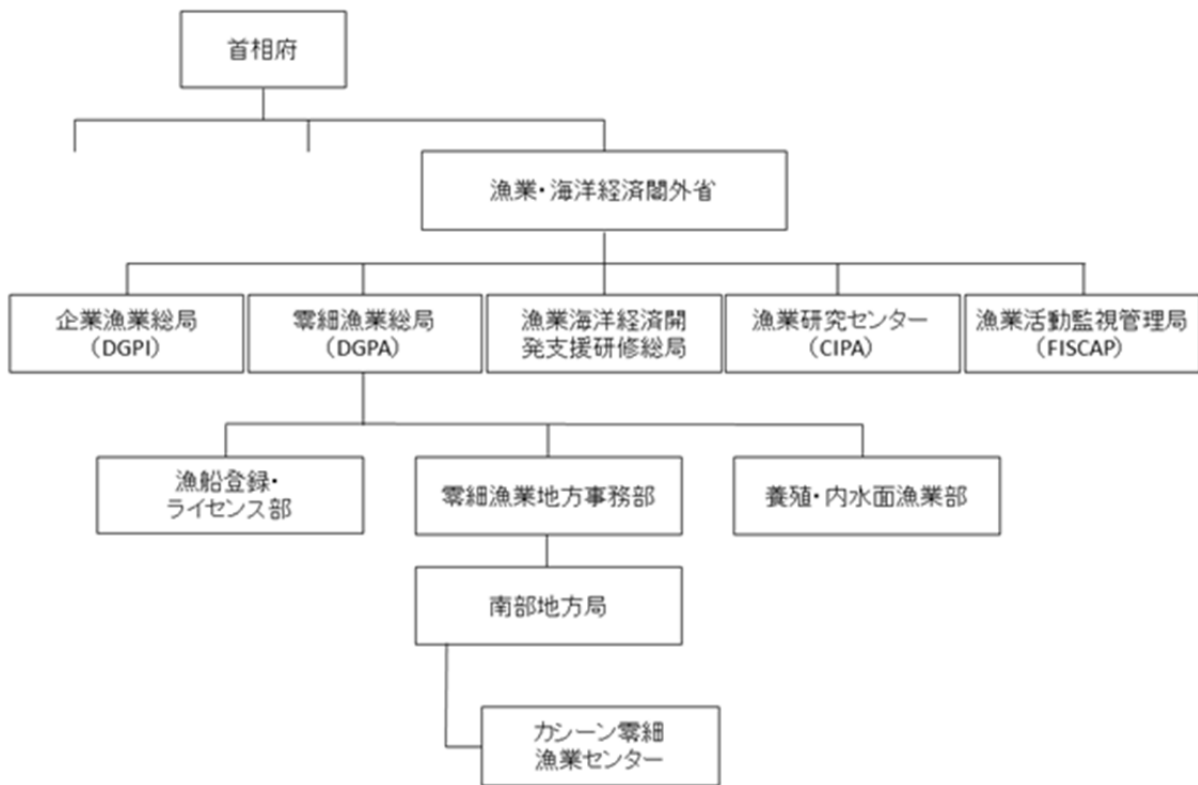 首相府
漁業・海洋経済閣外省
企業漁業総局
（DGPI）
零細漁業総局
（DGPA）
漁業海洋経済開
発支援研修総局
漁業研究センター
（CIPA）
漁業活動監視管理局
（FISCAP）
漁船登録・
ライセンス部
零細漁業地方事務部
養殖・内水面漁業部
南部地方局
カシーン零細
漁業センター